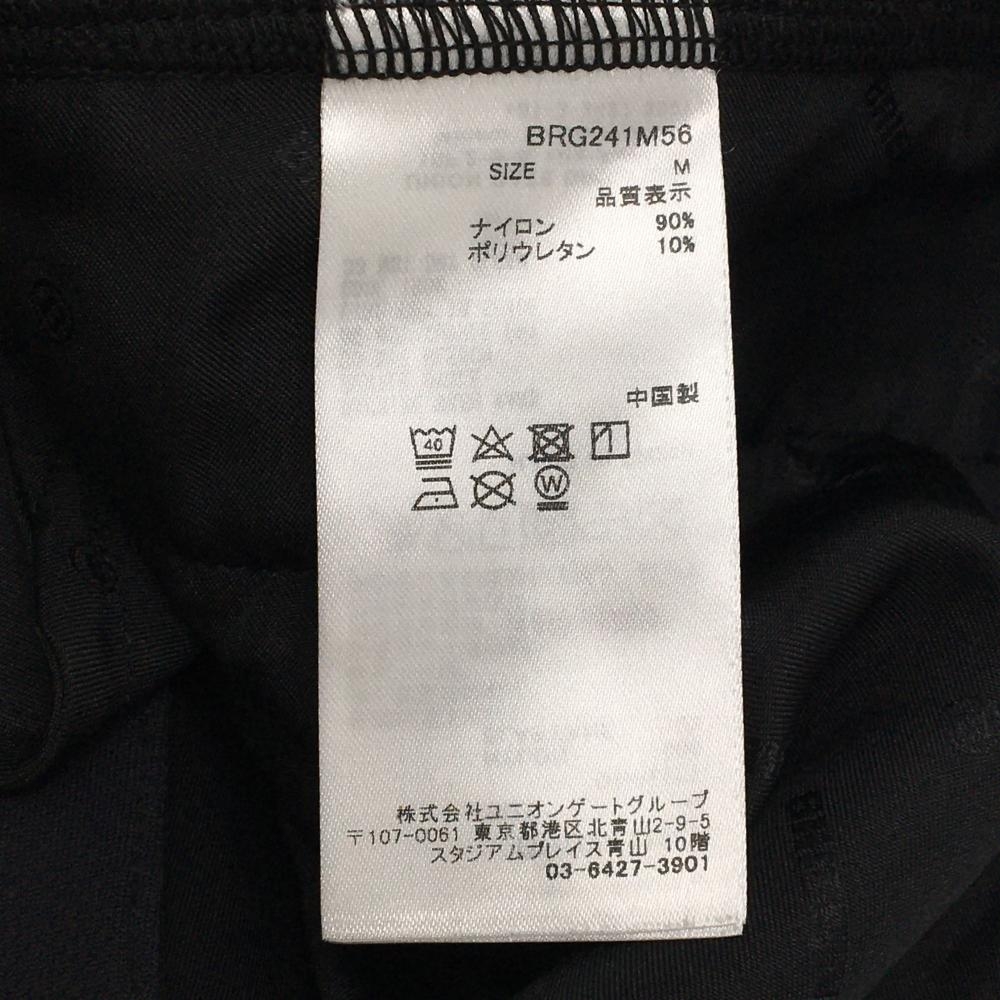 BRG241M56
SIZE M
品質表示
ナイロン 90%
ポリウレタン 10%
中国製
40
W
株式会社ユニオンゲートグループ
〒107-0061 東京都港区北青山2-9-5
スタジアムプレイス青山 10階
03-6427-3901